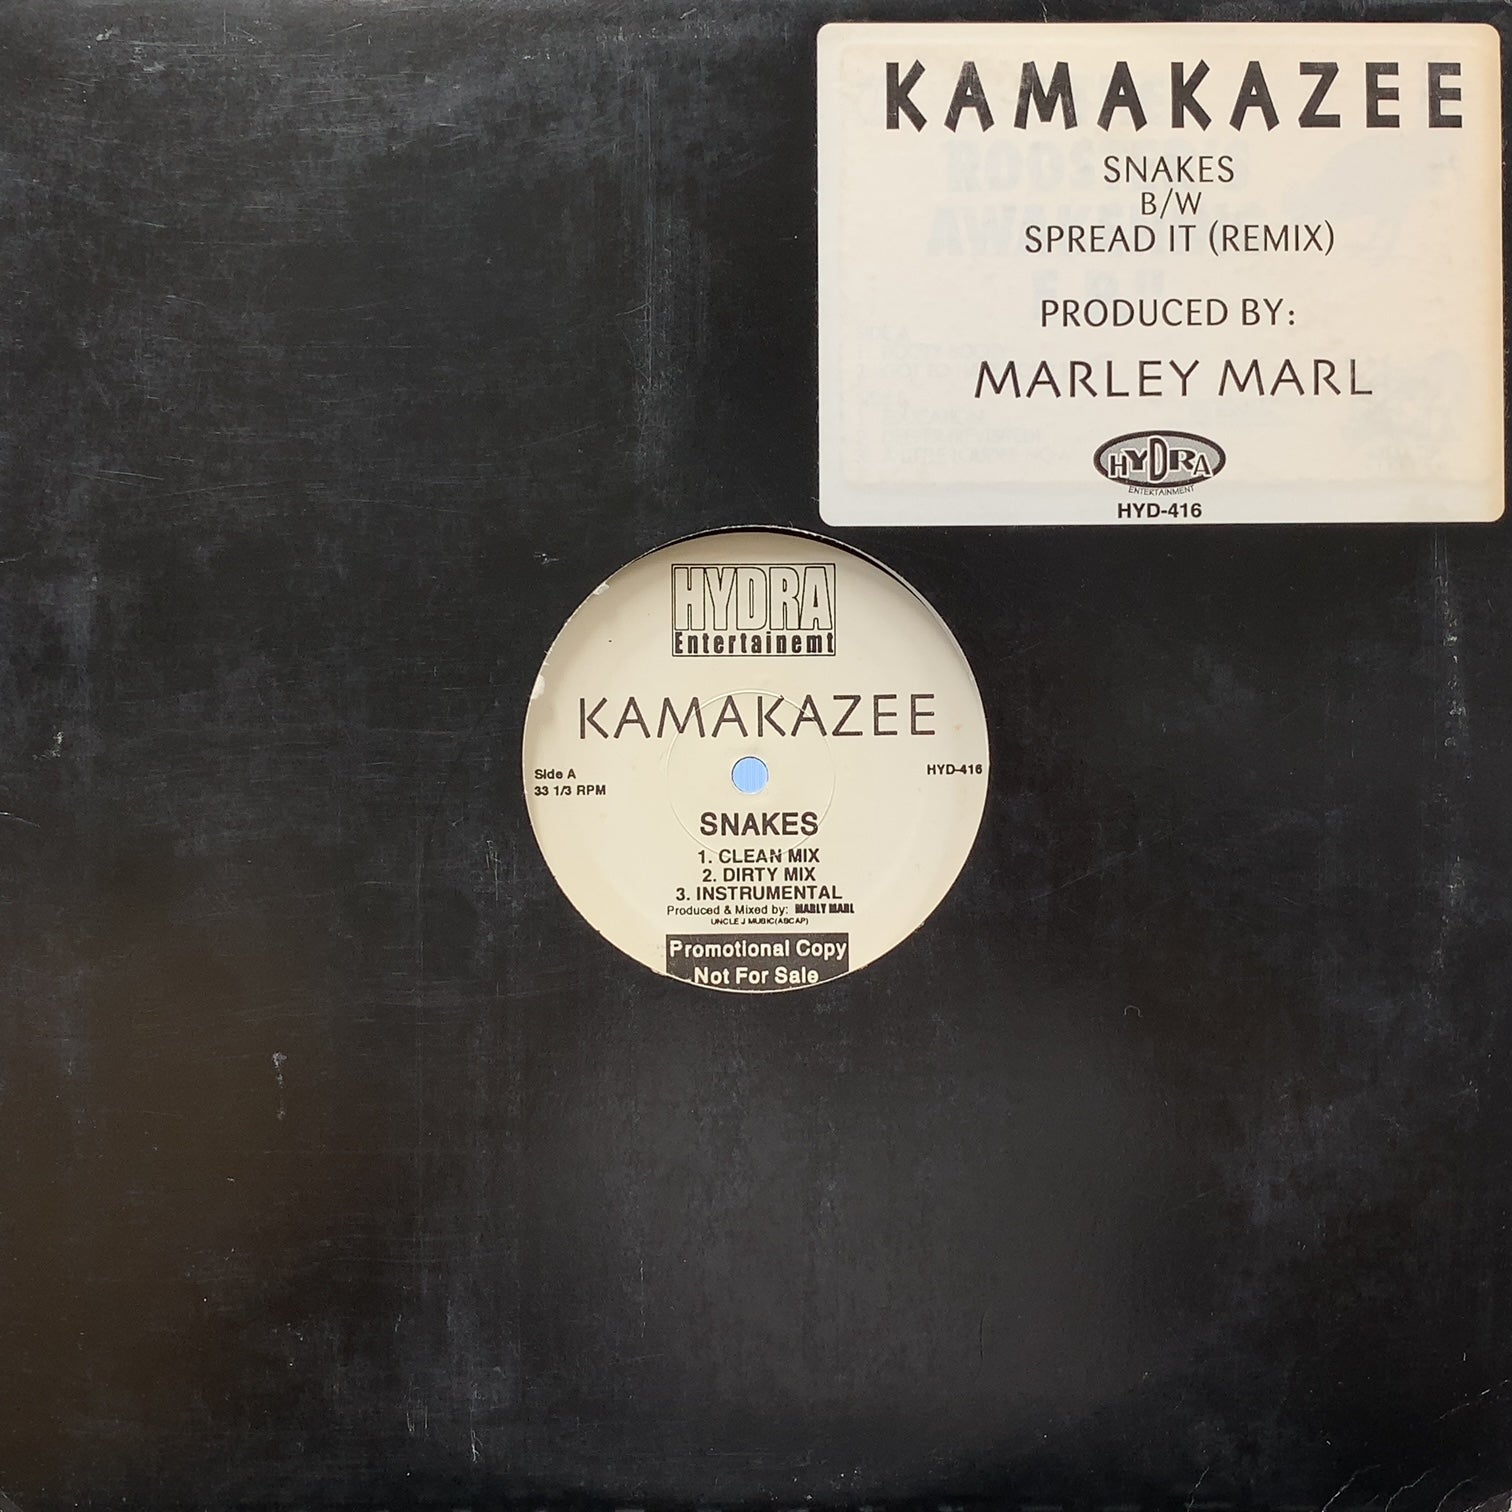 KAMAKAZEE
SNAKES
B/W
SPREAD IT (REMIX)
PRODUCED BY:
MARLEY MARL
HYDRA
ENTERTAINMENT
HYD-416
HYDRA
Entertainemt
KAMAKAZEE
Side A
33 1/3 RPM
HYD-416
SNAKES
1. CLEAN MIX
2. DIRTY MIX
3. INSTRUMENTAL
Produced & Mixed by: MARLY MARL
UNCLE J MUSIC(ASCAP)
Promotional Copy
Not For Sale